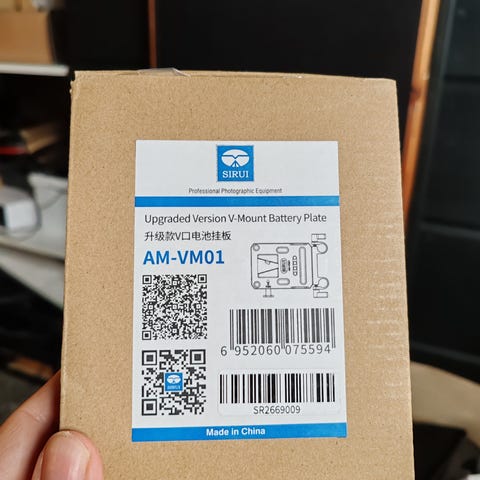 SIRUI
Professional Photographic Equipment
Upgraded Version V-Mount Battery Plate
升级款V口电池挂板
AM-VM01
6 952060 075594
SIRUI
SR2669009
Made in China